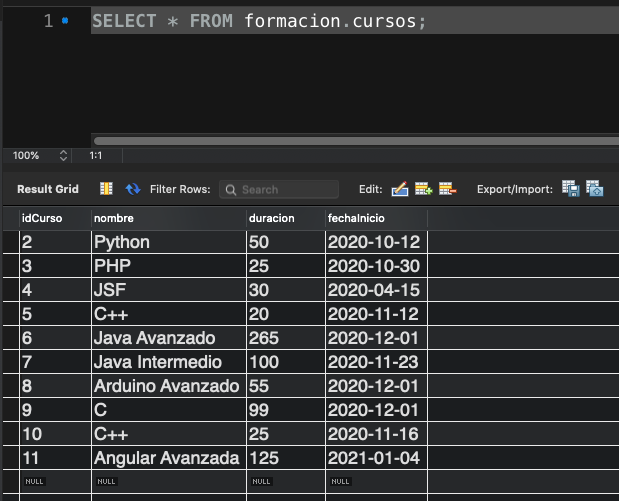 1 SELECT * FROM formacion.cursos;
100% 1:1
Result Grid Filter Rows: Search Edit: Export/Import:
idCurso nombre duracion fechaInicio
2 Python 50 2020-10-12
3 PHP 25 2020-10-30
4 JSF 30 2020-04-15
5 C++ 20 2020-11-12
6 Java Avanzado 265 2020-12-01
7 Java Intermedio 100 2020-11-23
8 Arduino Avanzado 55 2020-12-01
9 C 99 2020-12-01
10 C++ 25 2020-11-16
11 Angular Avanzada 125 2021-01-04
NULL NULL NULL NULL